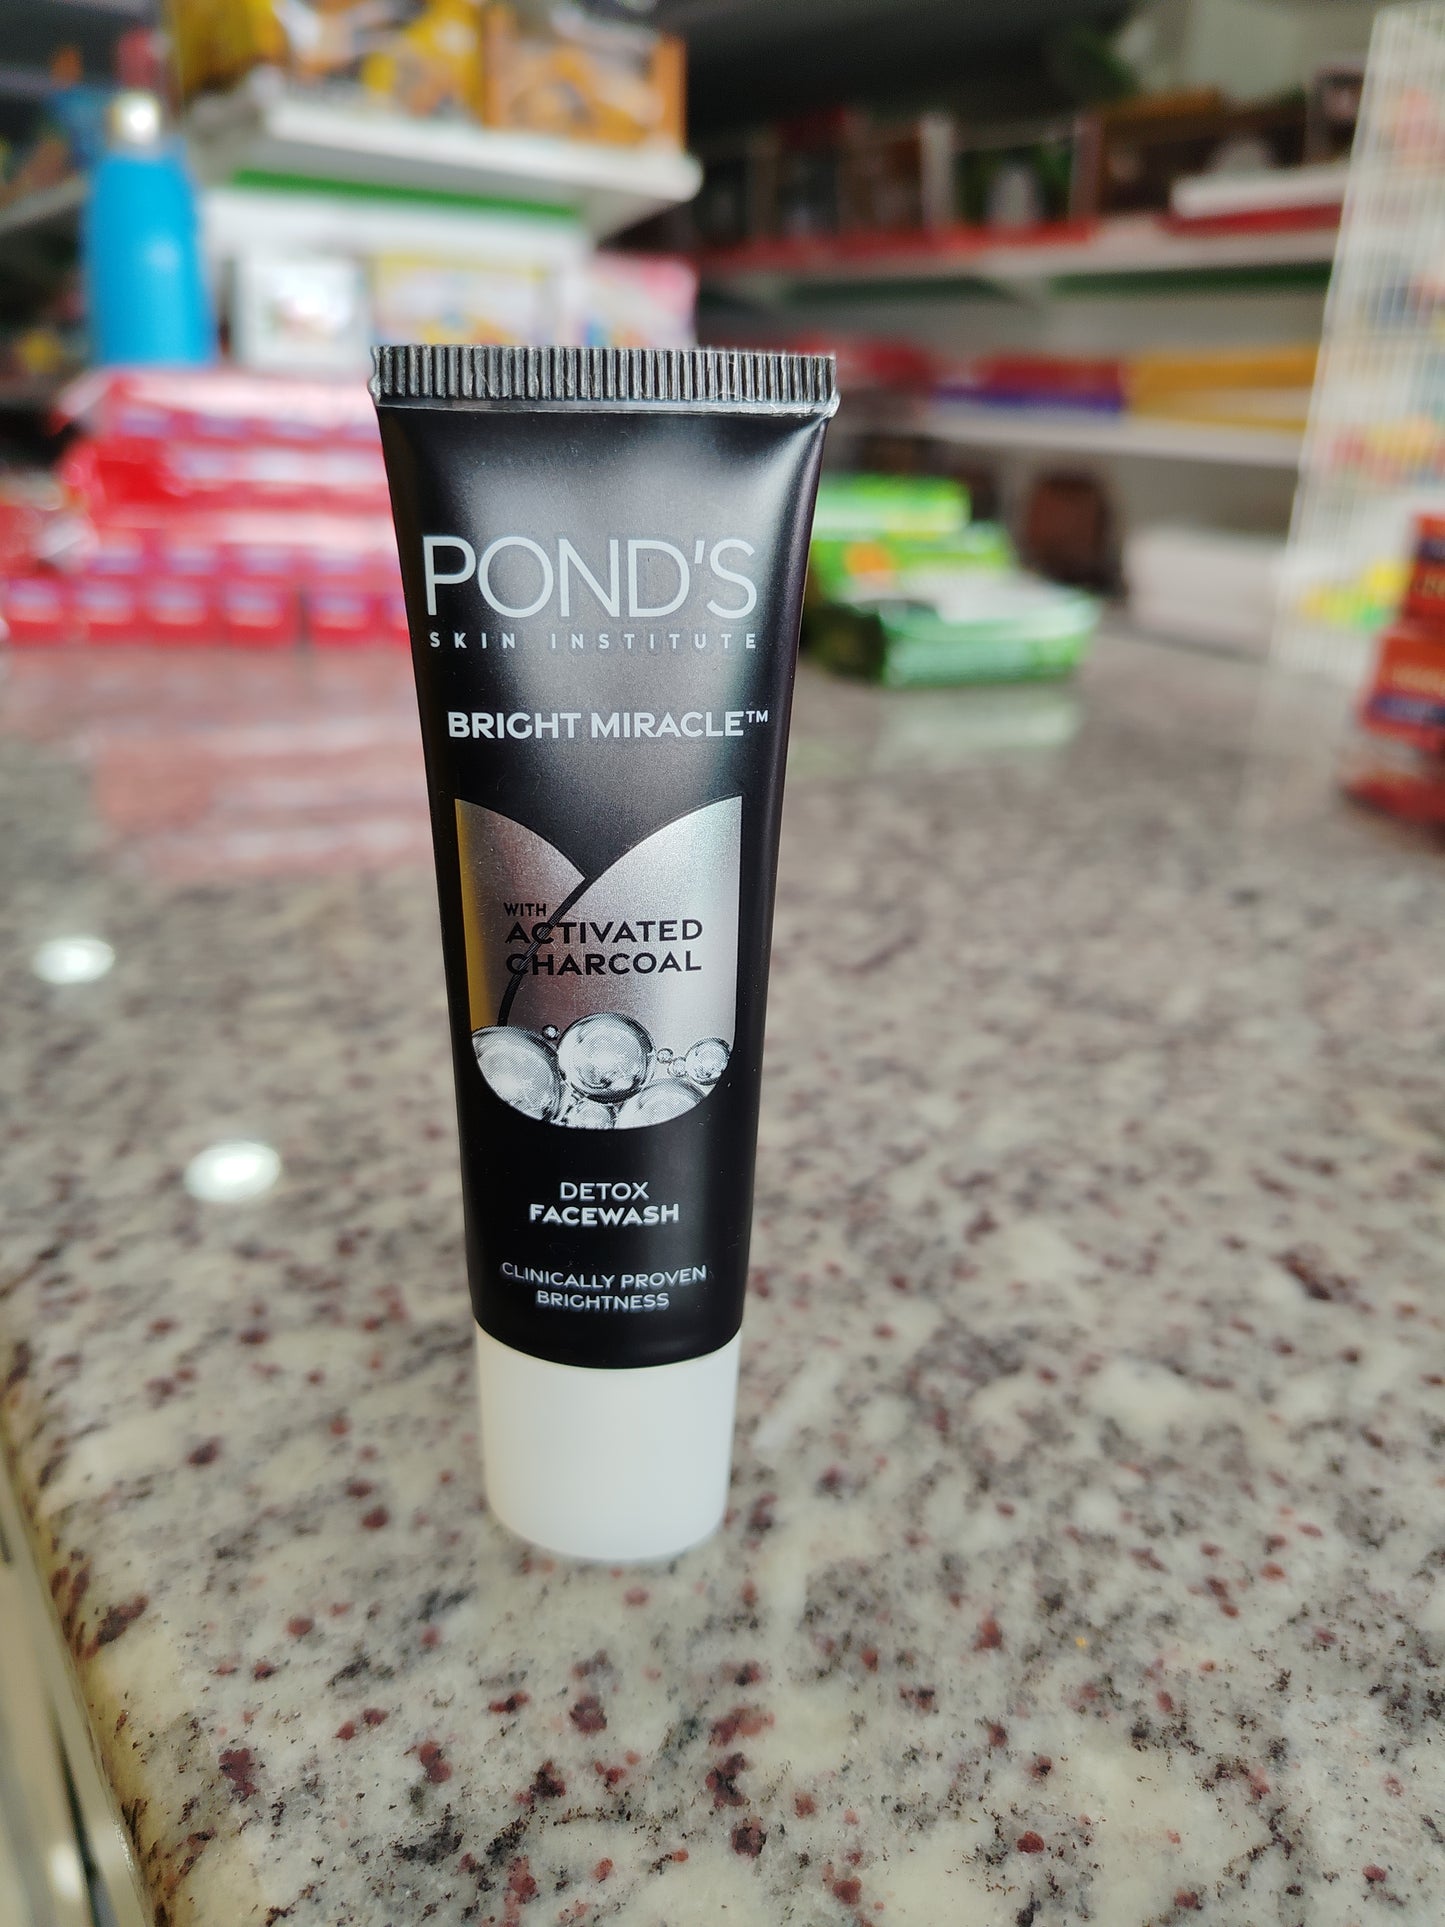 POND'S
SKIN INSTITUTE
BRIGHT MIRACLE™
WITH
ACTIVATED
CHARCOAL
DETOX
FACEWASH
CLINICALLY PROVEN
BRIGHTNESS